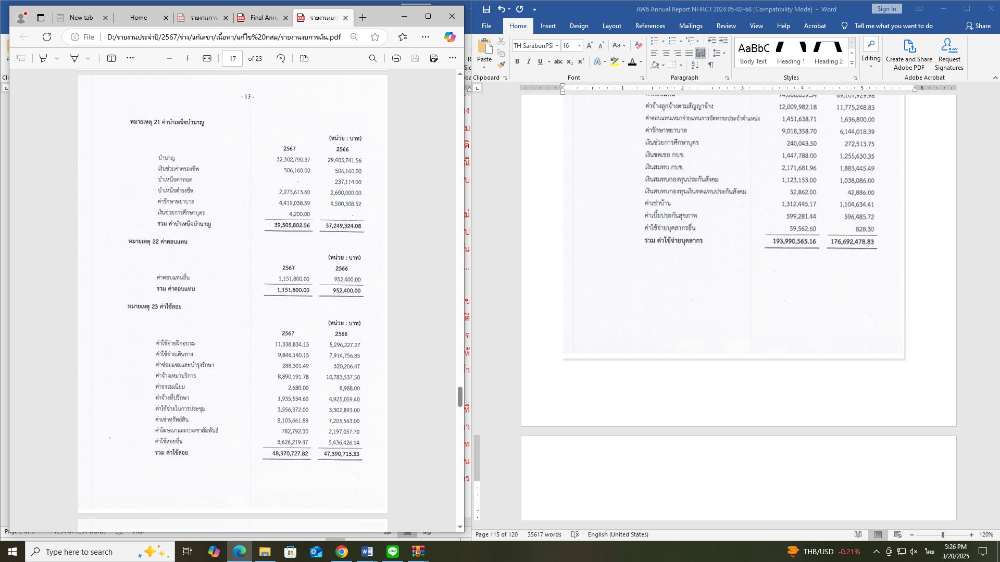 New tab
Home
รายงานการ
Final Annu
รายงานงบก
File
D:/รายงานประจำปี/2567/ร่าง/แก้เลขา/เนื้อหา/แก้ไข%20กสม/รายงานงบการเงิน.pdf
17 of 23
- 13 -
หมายเหตุ 21 ค่าบำเหน็จบำนาญ
(หน่วย : บาท)
2567 2566
บำนาญ 32,302,790.37 29,405,741.56
เงินช่วยค่าครองชีพ 506,160.00 506,160.00
บำเหน็จตกทอด - 237,114.00
บำเหน็จดำรงชีพ 2,273,613.60 2,600,000.00
ค่ารักษาพยาบาล 4,419,038.59 4,500,308.52
เงินช่วยการศึกษาบุตร 4,200.00 -
รวม ค่าบำเหน็จบำนาญ 39,505,802.56 37,249,324.08
หมายเหตุ 22 ค่าตอบแทน
(หน่วย : บาท)
2567 2566
ค่าตอบแทนอื่น 1,151,800.00 952,400.00
รวม ค่าตอบแทน 1,151,800.00 952,400.00
หมายเหตุ 23 ค่าใช้สอย
(หน่วย : บาท)
2567 2566
ค่าใช้จ่ายฝึกอบรม 11,338,834.15 5,296,227.27
ค่าใช้จ่ายเดินทาง 9,846,140.15 7,914,756.85
ค่าซ่อมแซมและบำรุงรักษา 288,301.49 320,206.47
ค่าจ้างเหมาบริการ 8,890,191.78 10,783,537.50
ค่าธรรมเนียม 2,680.00 8,988.00
ค่าจ้างที่ปรึกษา 1,935,534.60 4,925,059.40
ค่าใช้จ่ายในการประชุม 3,556,372.00 3,302,893.00
ค่าเช่าทรัพย์สิน 8,103,661.88 7,205,563.00
ค่าโฆษณาและประชาสัมพันธ์ 782,792.30 2,197,057.70
ค่าใช้สอยอื่น 3,626,219.47 5,436,426.14
รวม ค่าใช้สอย 48,370,727.82 47,390,715.33
AW6 Annual Report NHRCT 2024 05-02-68 [Compatibility Mode] - Word
Sign in
File Home Insert Design Layout References Mailings Review View Help Acrobat Tell me what you want to do Share
Paste
TH SarabunPSI 16
AaBbC
Body Text Heading 1 Heading 2
Editing
Create and Share Adobe PDF
Request Signatures
Clipboard Font Paragraph Styles Adobe Acrobat
1 2 3 4 5 6
ค่าจ้างลูกจ้างตามสัญญาจ้าง 12,009,982.18 11,775,248.83
ค่าตอบแทนเหมาจ่ายแทนการจัดหารถประจำตำแหน่ง 1,451,638.71 1,636,800.00
ค่ารักษาพยาบาล 9,018,358.70 6,144,018.39
เงินช่วยการศึกษาบุตร 240,043.50 272,513.75
เงินชดเชย กบข. 1,447,788.00 1,255,630.35
เงินสมทบ กบข. 2,171,681.96 1,883,445.49
เงินสมทบกองทุนประกันสังคม 1,123,153.00 1,038,086.00
เงินสบทบกองทุนเงินทดแทนประกันสังคม 32,862.00 42,886.00
ค่าเช่าบ้าน 1,312,445.17 1,104,634.41
ค่าเบี้ยประกันสุขภาพ 599,281.44 596,485.72
ค่าใช้จ่ายบุคลากรอื่น 59,562.60 828.30
รวม ค่าใช้จ่ายบุคลากร 193,990,565.16 176,692,478.83
Page 115 of 120 35617 words English (United States) 120%
Type here to search
THB/USD -0.21%
ไทย
5:26 PM
3/20/2025